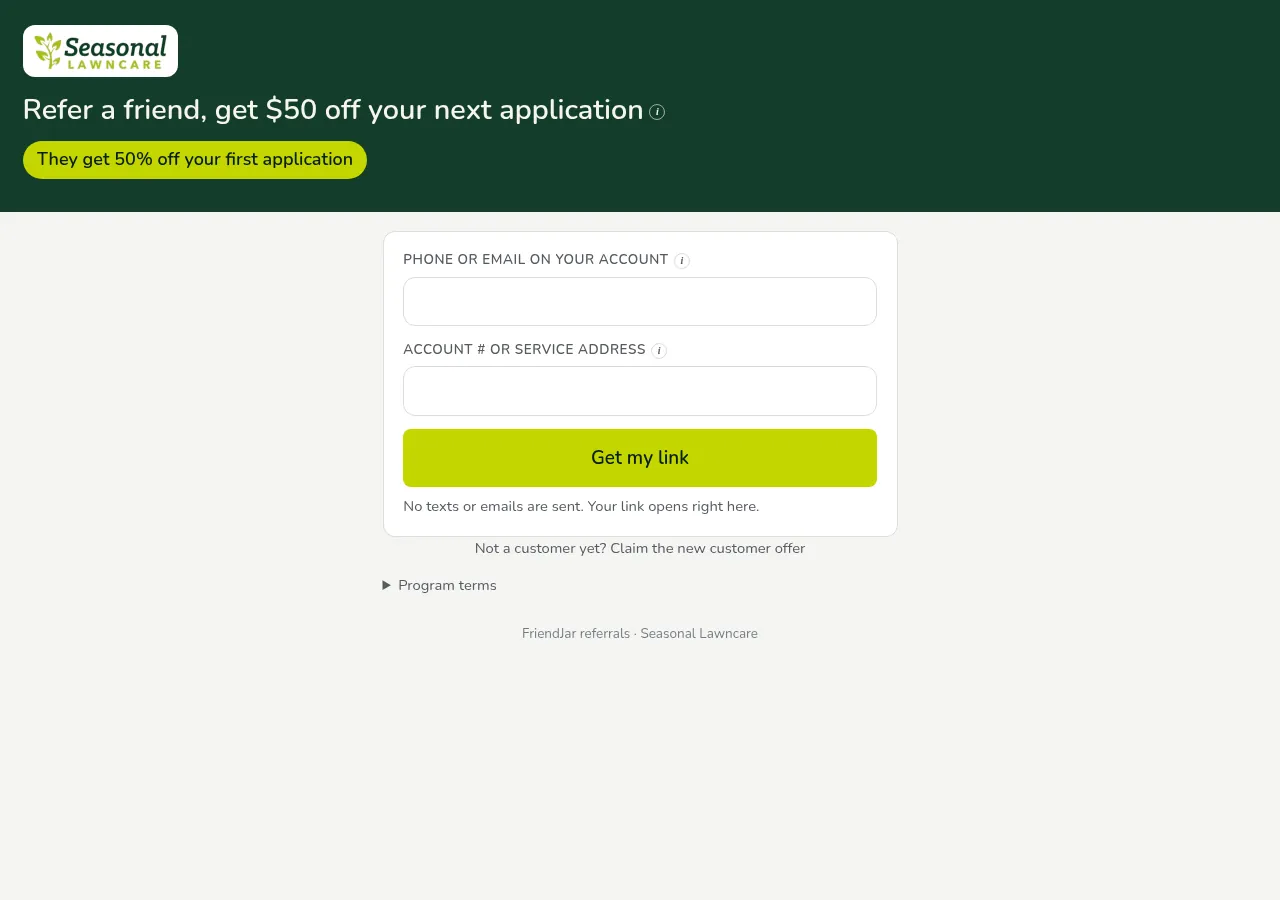 Seasonal
LAWNCARE
Refer a friend, get $50 off your next application i
They get 50% off your first application
PHONE OR EMAIL ON YOUR ACCOUNT i
ACCOUNT # OR SERVICE ADDRESS i
Get my link
No texts or emails are sent. Your link opens right here.
Not a customer yet? Claim the new customer offer
Program terms
FriendJar referrals · Seasonal Lawncare